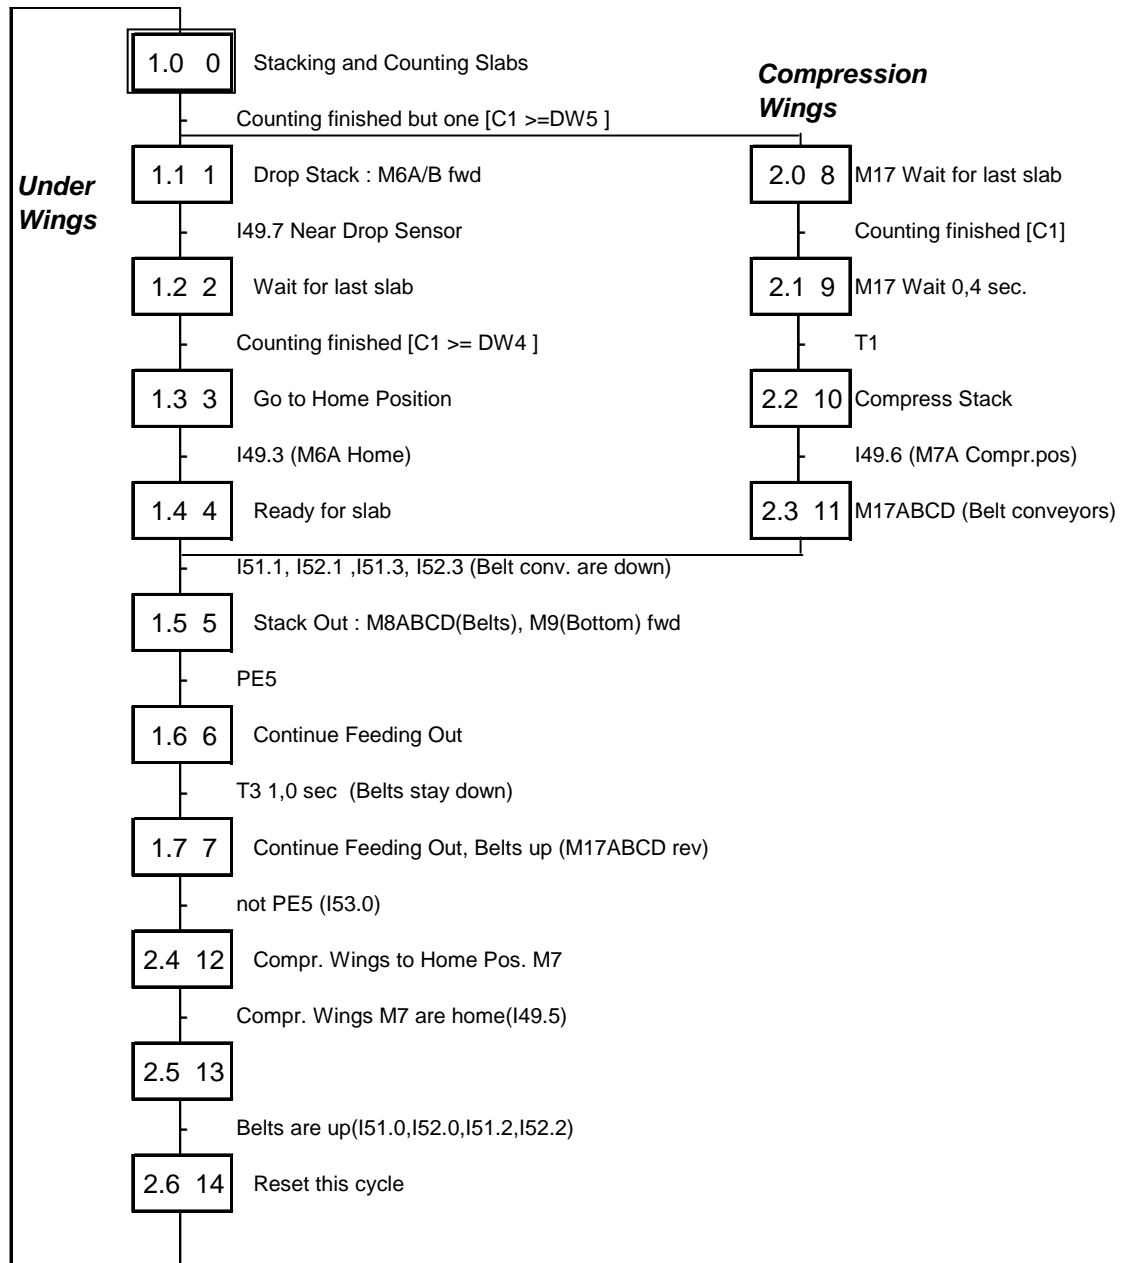 1.0 0 Stacking and Counting Slabs
Compression
Wings
- Counting finished but one [C1 >=DW5 ]
Under
Wings
1.1 1 Drop Stack : M6A/B fwd
2.0 8 M17 Wait for last slab
- I49.7 Near Drop Sensor
- Counting finished [C1]
1.2 2 Wait for last slab
2.1 9 M17 Wait 0,4 sec.
- Counting finished [C1 >= DW4 ]
- T1
1.3 3 Go to Home Position
2.2 10 Compress Stack
- I49.3 (M6A Home)
- I49.6 (M7A Compr.pos)
1.4 4 Ready for slab
2.3 11 M17ABCD (Belt conveyors)
- I51.1, I52.1 ,I51.3, I52.3 (Belt conv. are down)
1.5 5 Stack Out : M8ABCD(Belts), M9(Bottom) fwd
- PE5
1.6 6 Continue Feeding Out
- T3 1,0 sec (Belts stay down)
1.7 7 Continue Feeding Out, Belts up (M17ABCD rev)
- not PE5 (I53.0)
2.4 12 Compr. Wings to Home Pos. M7
- Compr. Wings M7 are home(I49.5)
2.5 13
- Belts are up(I51.0,I52.0,I51.2,I52.2)
2.6 14 Reset this cycle